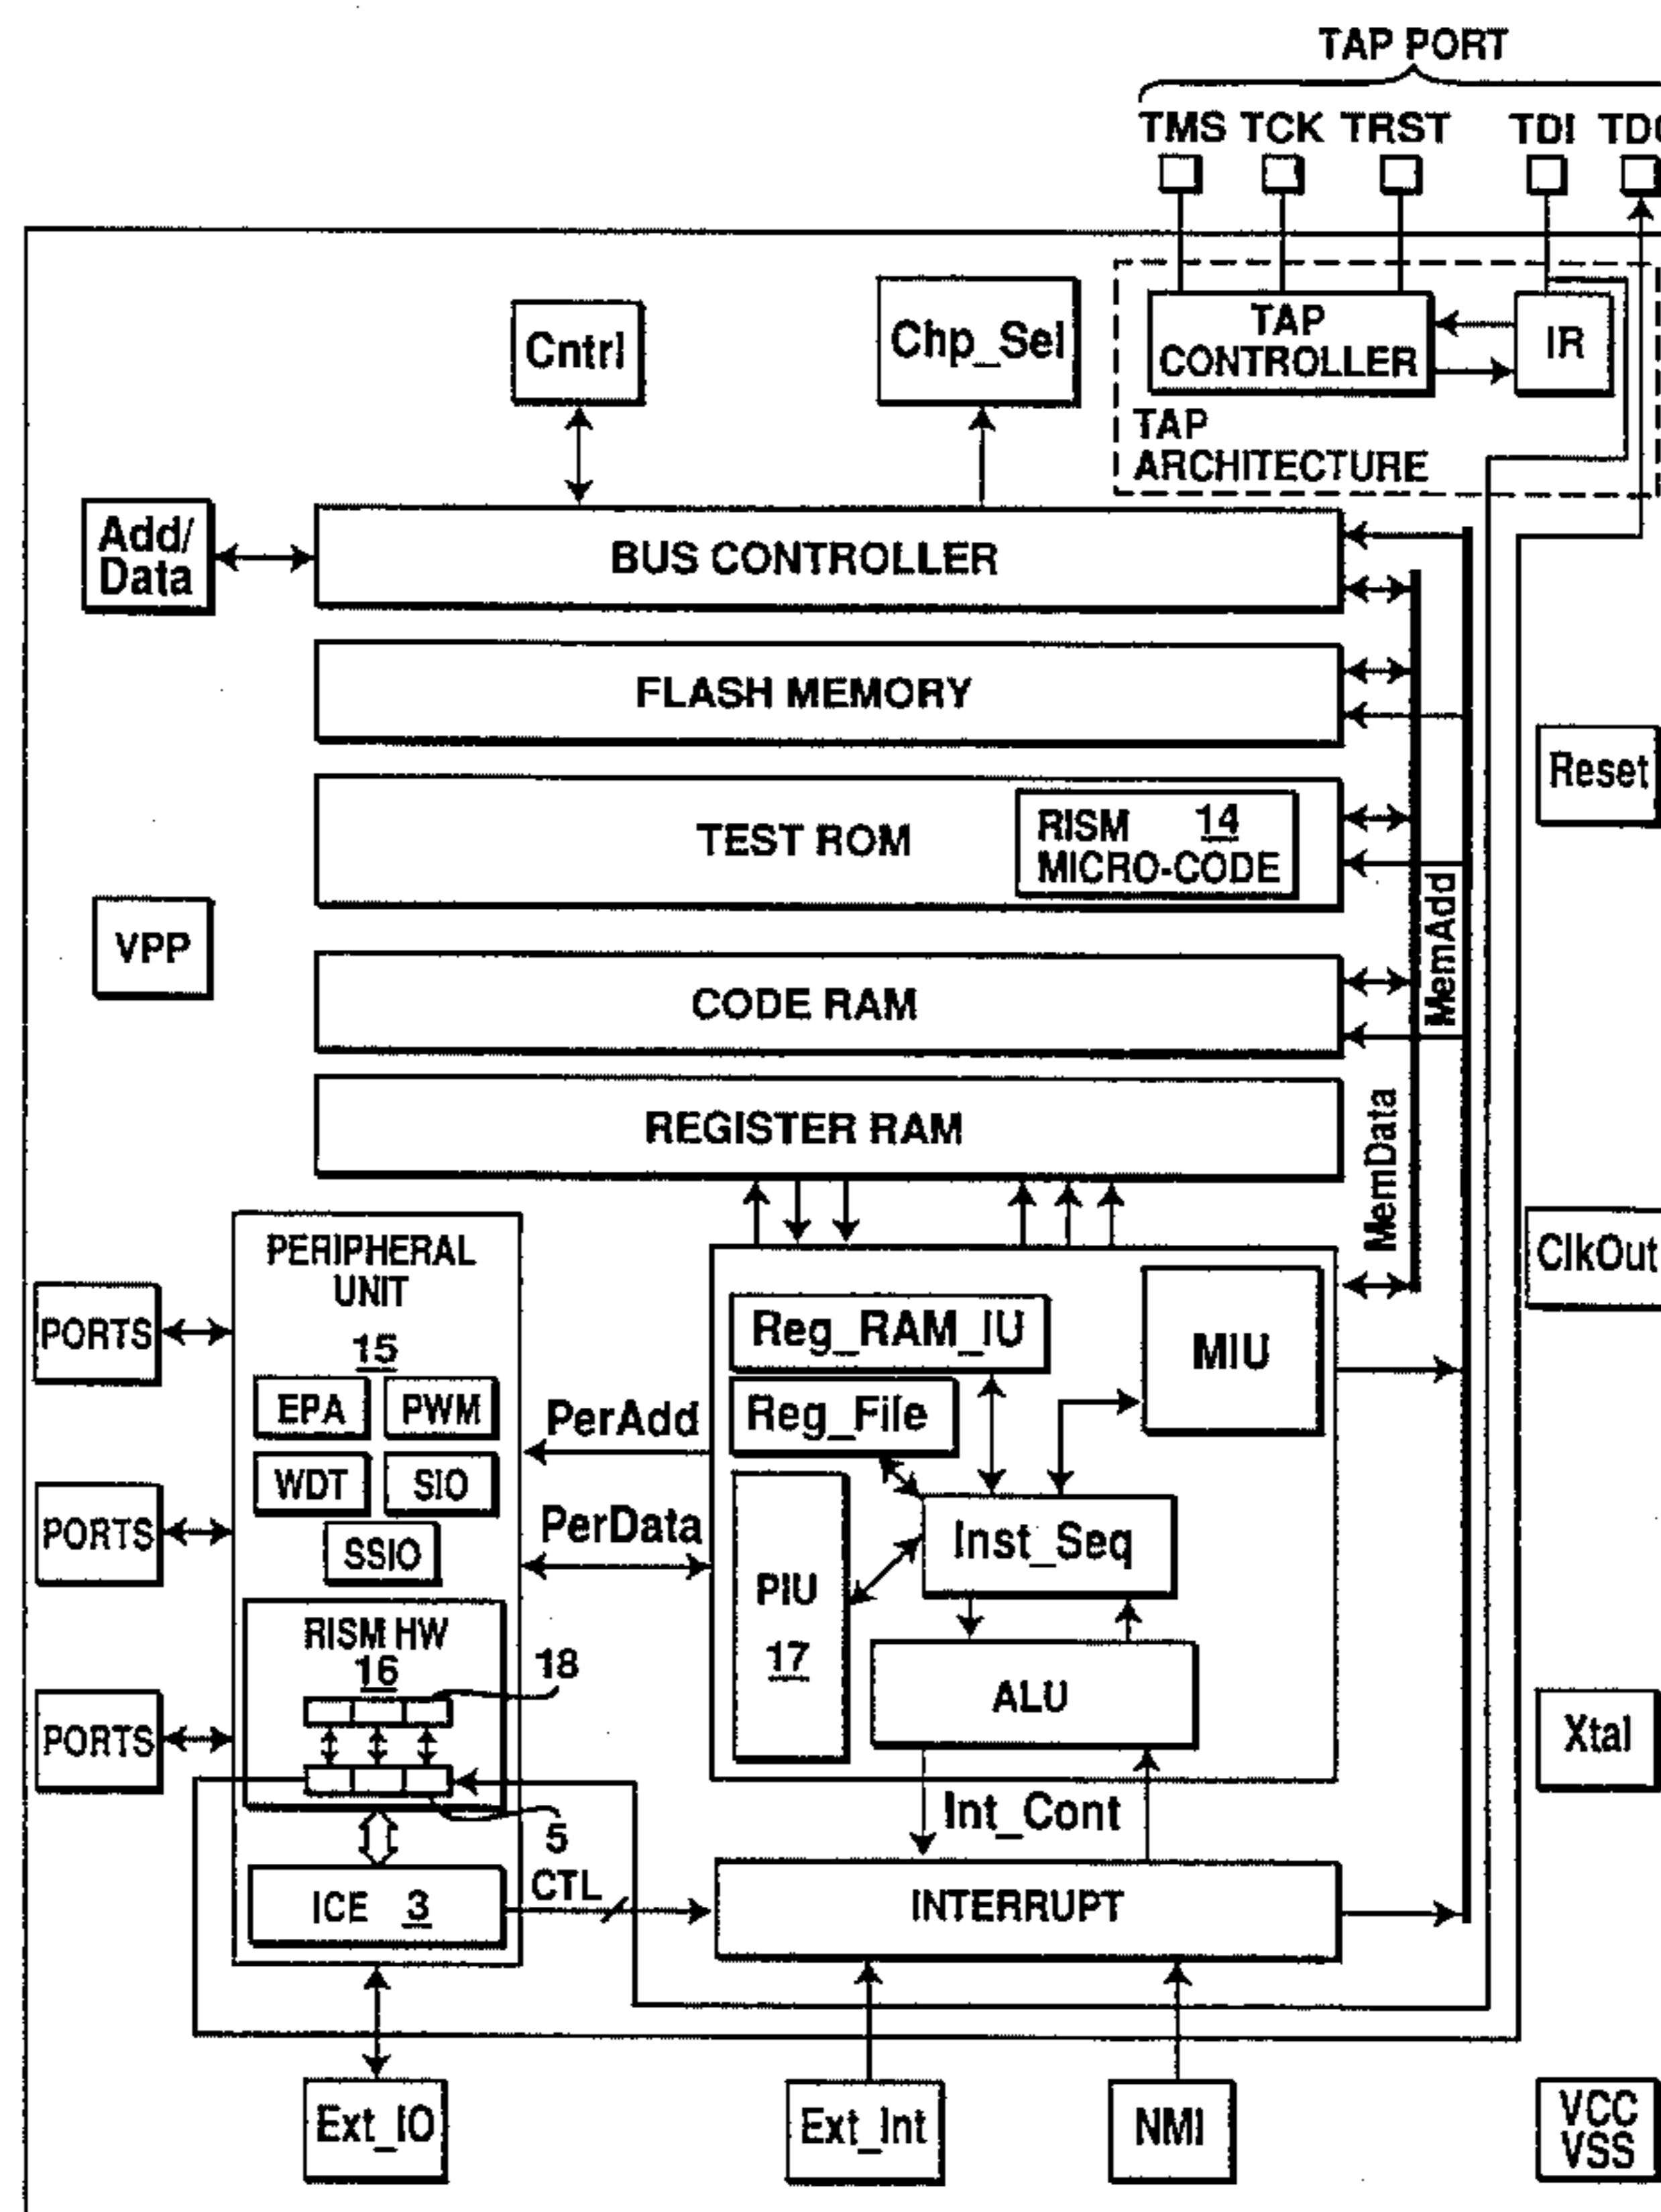 TAP PORT
TMS TCK TRST TDI TDO
TAP
CONTROLLER
IR
TAP
ARCHITECTURE
Cntrl
Chp_Sel
Add/
Data
BUS CONTROLLER
FLASH MEMORY
TEST ROM
RISM 14
MICRO-CODE
Reset
VPP
CODE RAM
MemAdd
REGISTER RAM
MemData
ClkOut
PERIPHERAL
UNIT
15
PORTS
EPA
PWM
WDT
SIO
SSIO
PORTS
PerAdd
PerData
Reg_RAM_IU
MIU
Reg_File
Inst_Seq
PIU
17
ALU
RISM HW
16
18
PORTS
Xtal
5
Int_Cont
ICE 3
CTL
INTERRUPT
Ext_IO
Ext_Int
NMI
VCC
VSS